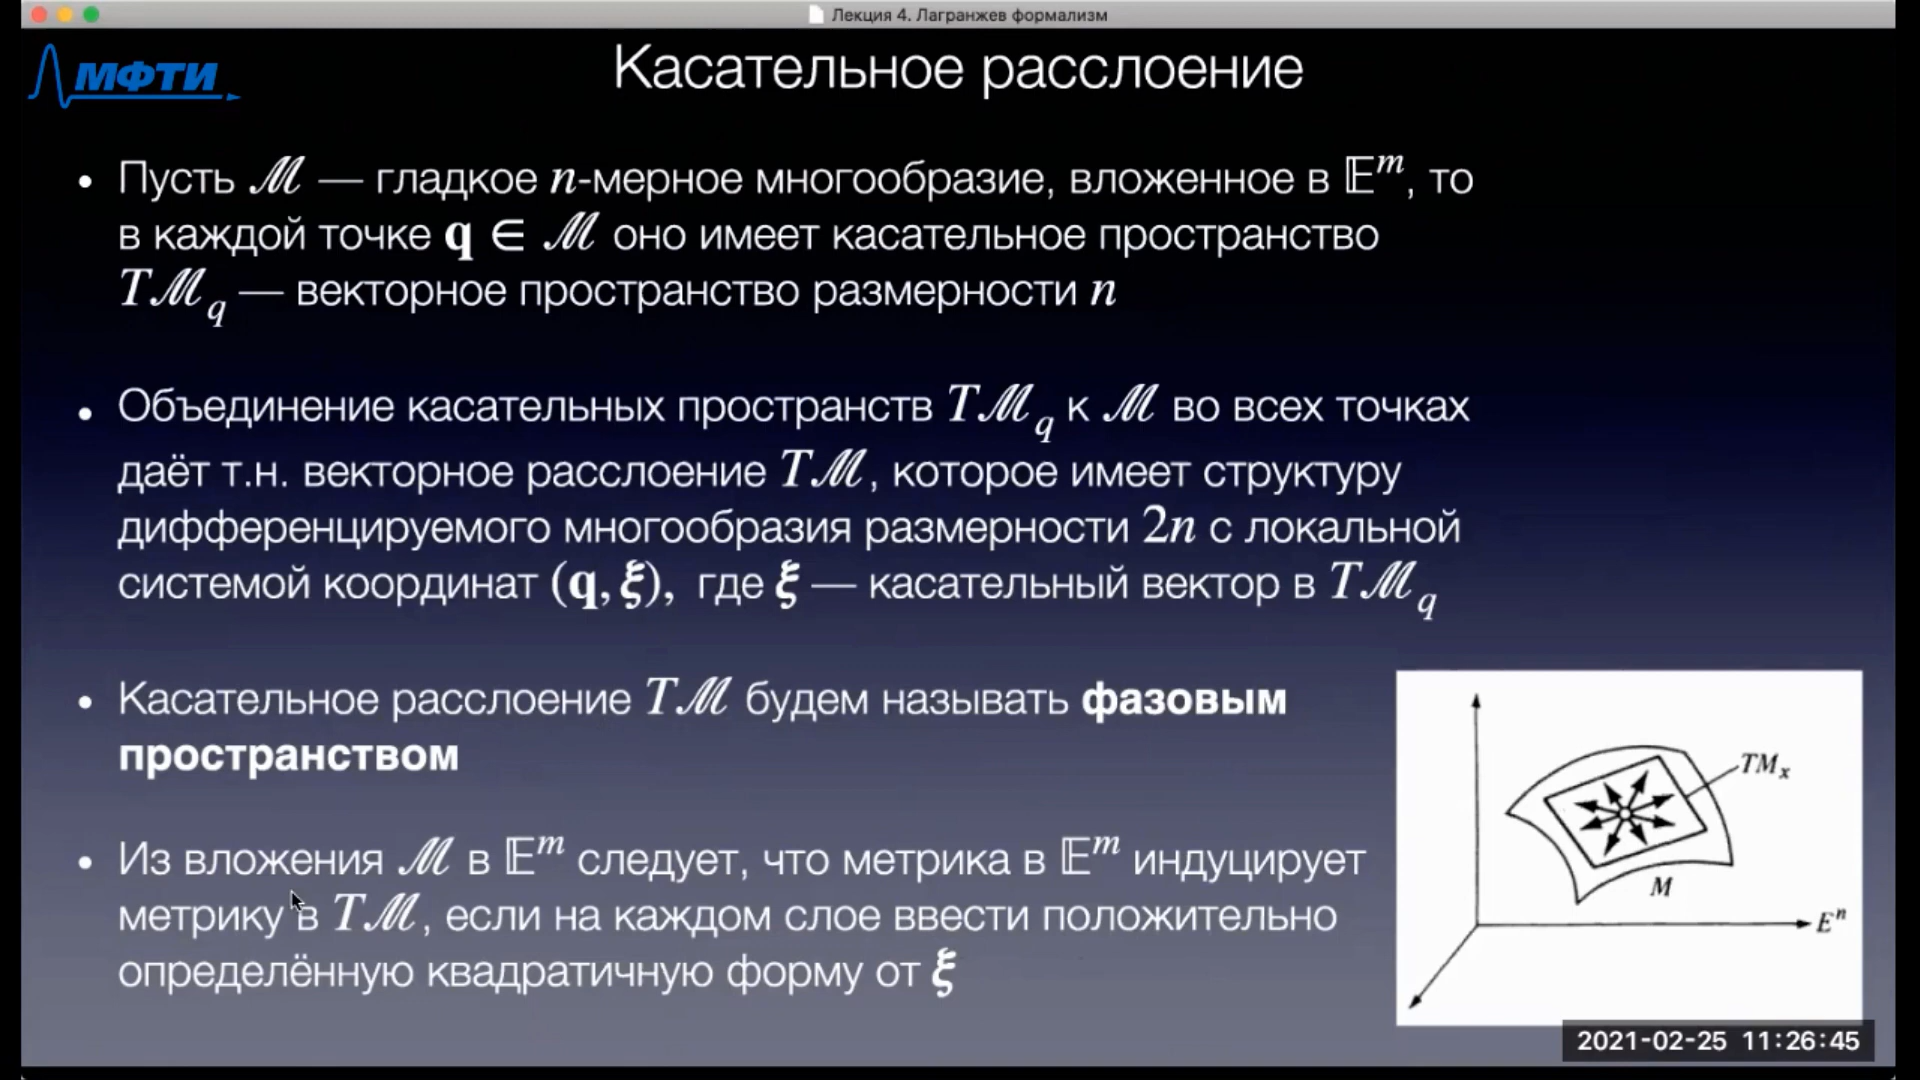 Лекция 4. Лагранжев формализм
МФТИ
Касательное расслоение
• Пусть ℳ — гладкое n-мерное многообразие, вложенное в 𝔼ᵐ, то
в каждой точке q ∈ ℳ оно имеет касательное пространство
Tℳ_q — векторное пространство размерности n
• Объединение касательных пространств Tℳ_q к ℳ во всех точках
даёт т.н. векторное расслоение Tℳ, которое имеет структуру
дифференцируемого многообразия размерности 2n с локальной
системой координат (q, ξ), где ξ — касательный вектор в Tℳ_q
• Касательное расслоение Tℳ будем называть фазовым
пространством
• Из вложения ℳ в 𝔼ᵐ следует, что метрика в 𝔼ᵐ индуцирует
метрику в Tℳ, если на каждом слое ввести положительно
определённую квадратичную форму от ξ
TMₓ
M
Eⁿ
2021-02-25 11:26:45